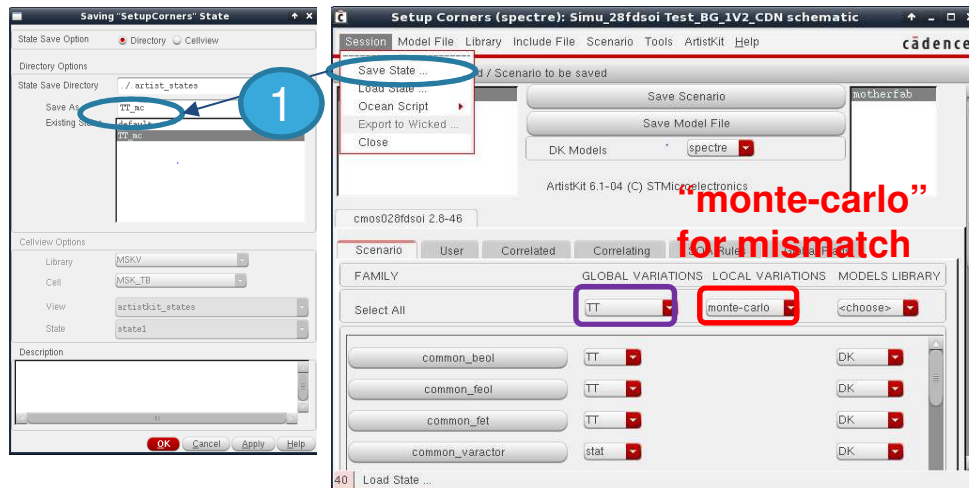 Saving "SetupCorners" State
State Save Option
Directory
Cellview
Directory Options
State Save Directory
./.artist_states
Save As
TT_mc
Existing States
default
TT_mc
Cellview Options
Library
MSKV
Cell
MSK_TB
View
artistkit_states
State
state1
Description
OK
Cancel
Apply
Help
1
Setup Corners (spectre): Simu_28fdsoi Test_BG_1V2_CDN schematic
Session Model File Library Include File Scenario Tools ArtistKit Help
cādence
Save State ...
Load State ...
Ocean Script
Export to Wicked ...
Close
/ Scenario to be saved
Save Scenario
motherfab
Save Model File
DK Models
spectre
ArtistKit 6.1-04 (C) STMicroelectronics
"monte-carlo"
for mismatch
cmos028fdsoi 2.8-46
Scenario
User
Correlated
Correlating
Rules
FAMILY
GLOBAL VARIATIONS
LOCAL VARIATIONS
MODELS LIBRARY
Select All
TT
monte-carlo
<choose>
common_beol
TT
DK
common_feol
TT
DK
common_fet
TT
DK
common_varactor
stat
DK
40
Load State ...